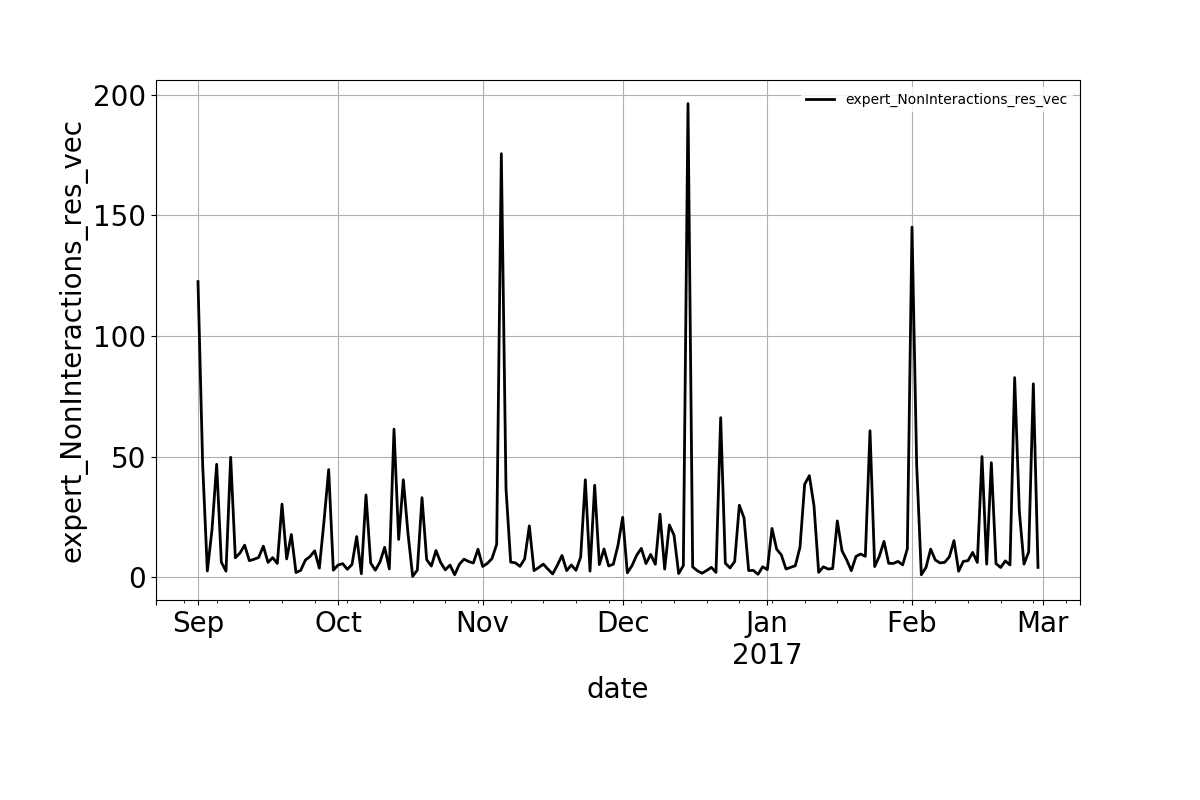 expert_NonInteractions_res_vec
200
150
100
50
0
expert_NonInteractions_res_vec
Sep Oct Nov Dec Jan Feb Mar
2017
date